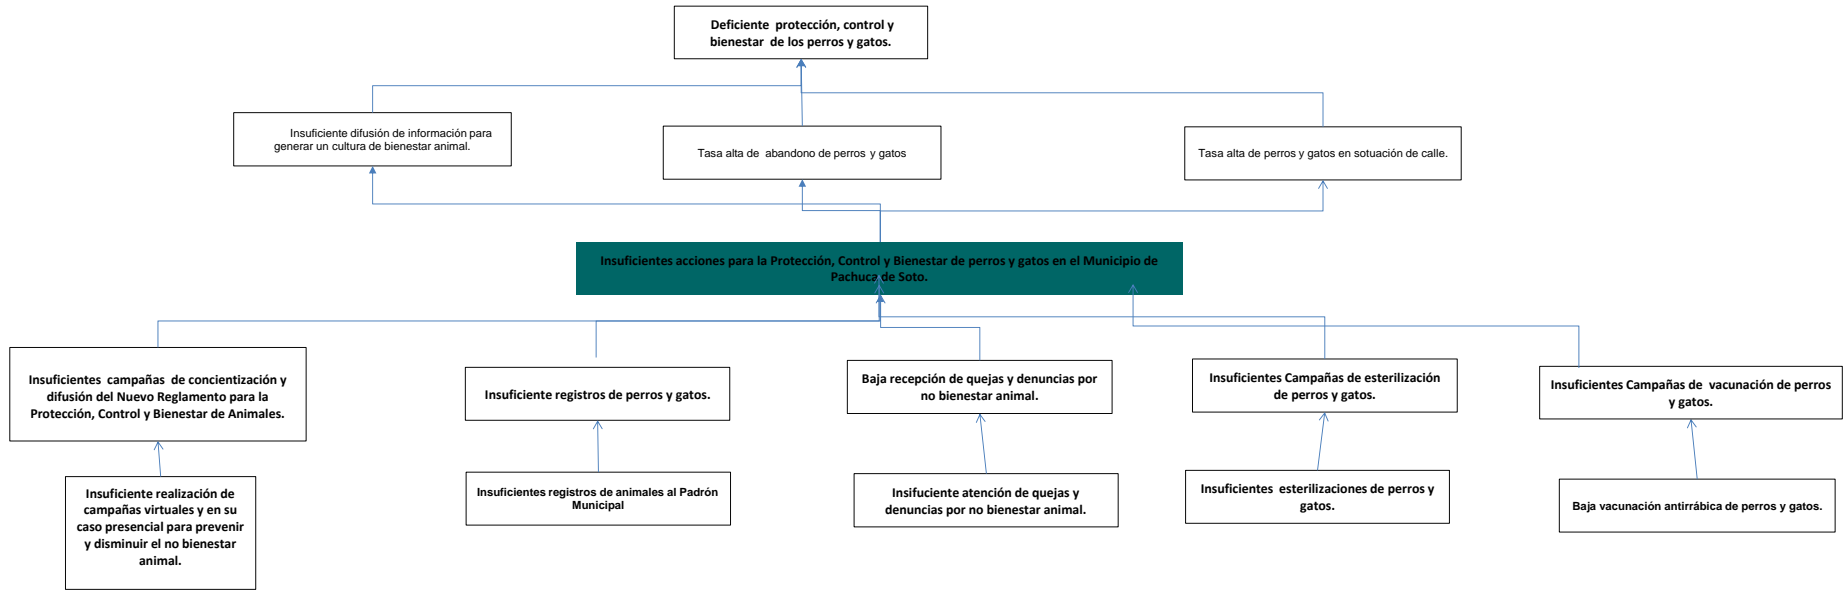 Deficiente protección, control y
bienestar de los perros y gatos.
Insuficiente difusión de información para
generar un cultura de bienestar animal.
Tasa alta de abandono de perros y gatos
Tasa alta de perros y gatos en sotuación de calle.
Insuficientes acciones para la Protección, Control y Bienestar de perros y gatos en el Municipio de
Pachuca de Soto.
Insuficientes campañas de concientización y
difusión del Nuevo Reglamento para la
Protección, Control y Bienestar de Animales.
Insuficiente registros de perros y gatos.
Baja recepción de quejas y denuncias por
no bienestar animal.
Insuficientes Campañas de esterilización
de perros y gatos.
Insuficientes Campañas de vacunación de perros
y gatos.
Insuficiente realización de
campañas virtuales y en su
caso presencial para prevenir
y disminuir el no bienestar
animal.
Insuficientes registros de animales al Padrón
Municipal
Insifuciente atención de quejas y
denuncias por no bienestar animal.
Insuficientes esterilizaciones de perros y
gatos.
Baja vacunación antirrábica de perros y gatos.